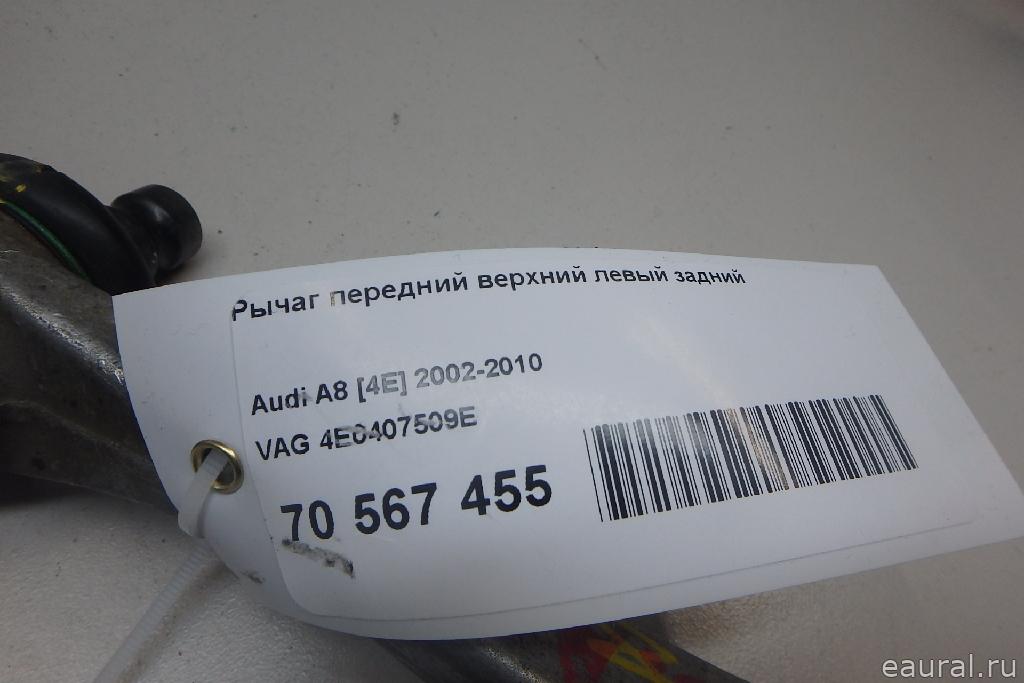 Рычаг передний верхний левый задний
Audi A8 [4E] 2002-2010
VAG 4E0407509E
70 567 455
eaural.ru